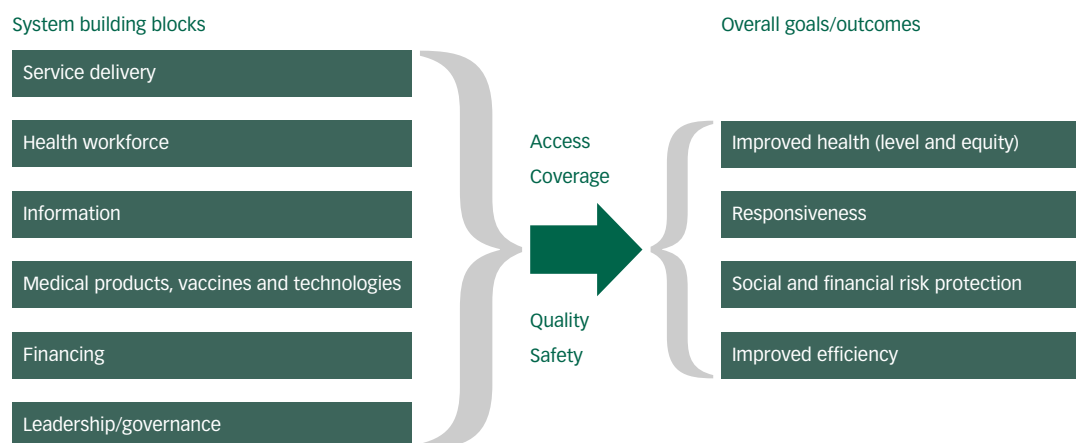 System building blocks
Service delivery
Health workforce
Information
Medical products, vaccines and technologies
Financing
Leadership/governance
Access
Coverage
Quality
Safety
Overall goals/outcomes
Improved health (level and equity)
Responsiveness
Social and financial risk protection
Improved efficiency